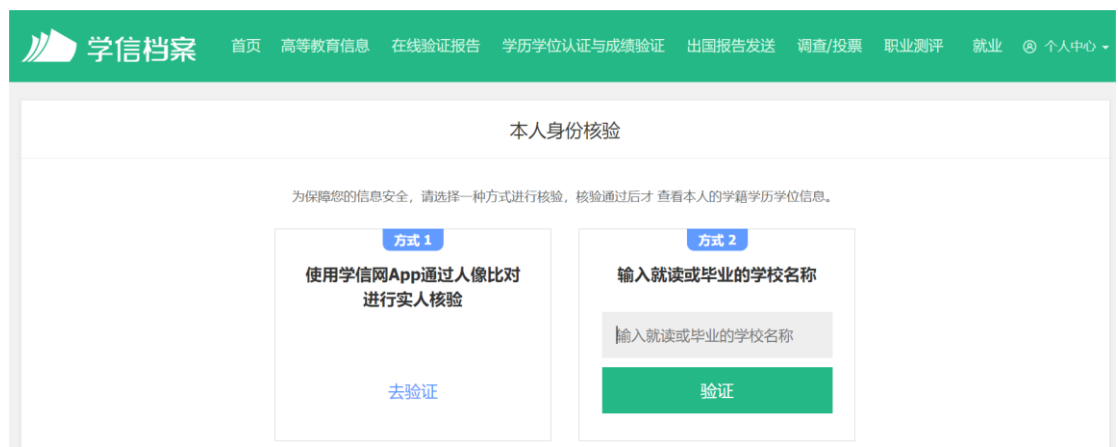 学信档案 首页 高等教育信息 在线验证报告 学历学位认证与成绩验证 出国报告发送 调查/投票 职业测评 就业 个人中心
本人身份核验
为保障您的信息安全，请选择一种方式进行核验，核验通过后才 查看本人的学籍学历学位信息。
方式 1
使用学信网App通过人像比对
进行实人核验
去验证
方式 2
输入就读或毕业的学校名称
输入就读或毕业的学校名称
验证